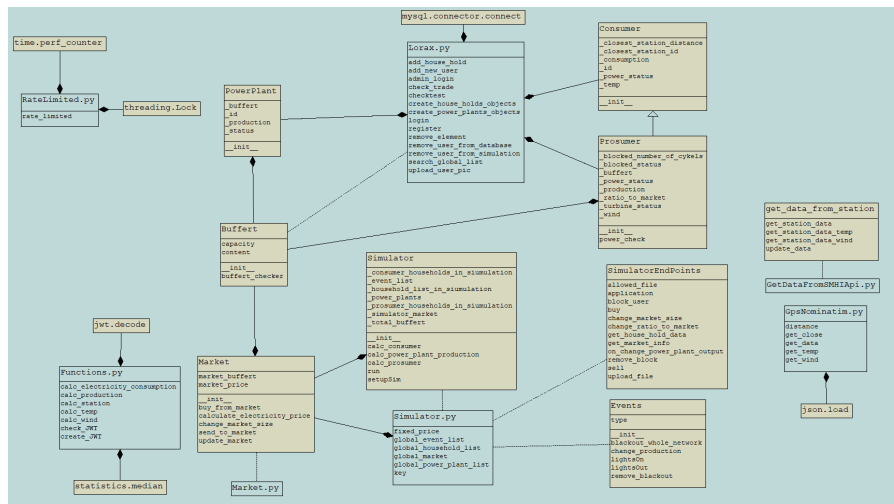 mysql.connector.connect
time.perf_counter
RateLimited.py
rate_limited
threading.Lock
PowerPlant
_buffert
_id
_production
_status
__init__
Lorax.py
add_house_hold
add_new_user
admin_login
check_trade
checktest
create_house_holds_objects
create_power_plants_objects
login
register
remove_element
remove_user_from_database
remove_user_from_simulation
search_global_list
upload_user_pic
Consumer
_closest_station_distance
_closest_station_id
_consumption
_id
_power_status
_temp
__init__
Prosumer
_blocked_number_of_cykels
_blocked_status
_buffert
_power_status
_production
_ratio_to_market
_turbine_status
_wind
__init__
power_check
get_data_from_station
get_station_data
get_station_data_temp
get_station_data_wind
update_data
GetDataFromSMHIApi.py
Buffert
capacity
content
__init__
buffert_checker
Simulator
_consumer_households_in_siumulation
_event_list
_household_list_in_siumulation
_power_plants
_prosumer_households_in_siumulation
_simulator_market
_total_buffert
__init__
calc_consumer
calc_power_plant_production
calc_prosumer
run
setupSim
SimulatorEndPoints
allowed_file
application
block_user
buy
change_market_size
change_ratio_to_market
get_house_hold_data
get_market_info
on_change_power_plant_output
remove_block
sell
upload_file
GpsNominatim.py
distance
get_close
get_data
get_temp
get_wind
json.load
jwt.decode
Functions.py
calc_electricity_consumption
calc_production
calc_station
calc_temp
calc_wind
check_JWT
create_JWT
statistics.median
Market
market_buffert
market_price
__init__
buy_from_market
calculate_electricity_price
change_market_size
send_to_market
update_market
Market.py
Simulator.py
fixed_price
global_event_list
global_household_list
global_market
global_power_plant_list
key
Events
type
__init__
blackout_whole_network
change_production
lightsOn
lightsOut
remove_blackout